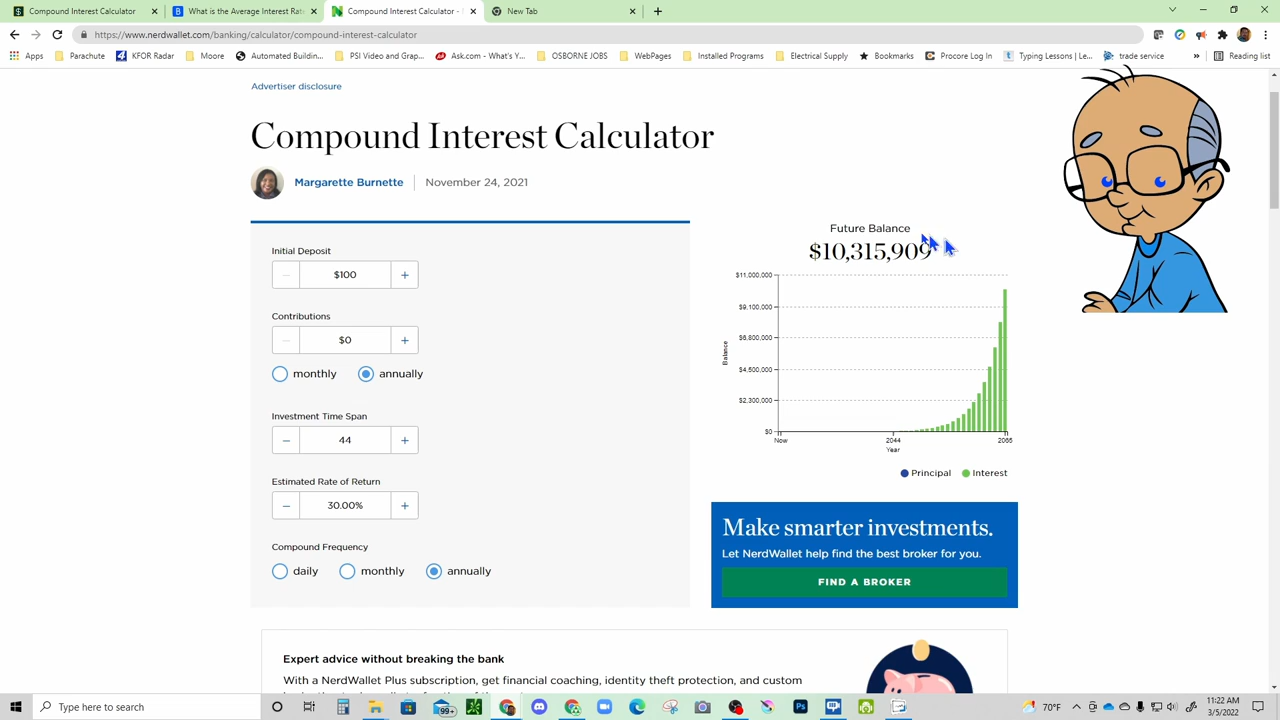 Compound Interest Calculator
What is the Average Interest Rat
Compound Interest Calculator -
New Tab
https://www.nerdwallet.com/banking/calculator/compound-interest-calculator
Apps
Parachute
KFOR Radar
Moore
Automated Buildin...
PSI Video and Grap...
Ask.com - What's Y...
OSBORNE JOBS
WebPages
Installed Programs
Electrical Supply
Bookmarks
Procore Log In
Typing Lessons | Le...
trade service
»
Reading list
Advertiser disclosure
Compound Interest Calculator
Margarette Burnette
November 24, 2021
Initial Deposit
$100
Contributions
$0
monthly
annually
Investment Time Span
44
Estimated Rate of Return
30.00%
Compound Frequency
daily
monthly
annually
Future Balance
$10,315,909
$11,000,000
$9,100,000
$6,800,000
$4,500,000
$2,300,000
$0
Balance
Now
2044
2065
Year
Principal
Interest
Make smarter investments.
Let NerdWallet help find the best broker for you.
FIND A BROKER
Expert advice without breaking the bank
With a NerdWallet Plus subscription, get financial coaching, identity theft protection, and custom
Type here to search
99+
70°F
11:22 AM
3/5/2022